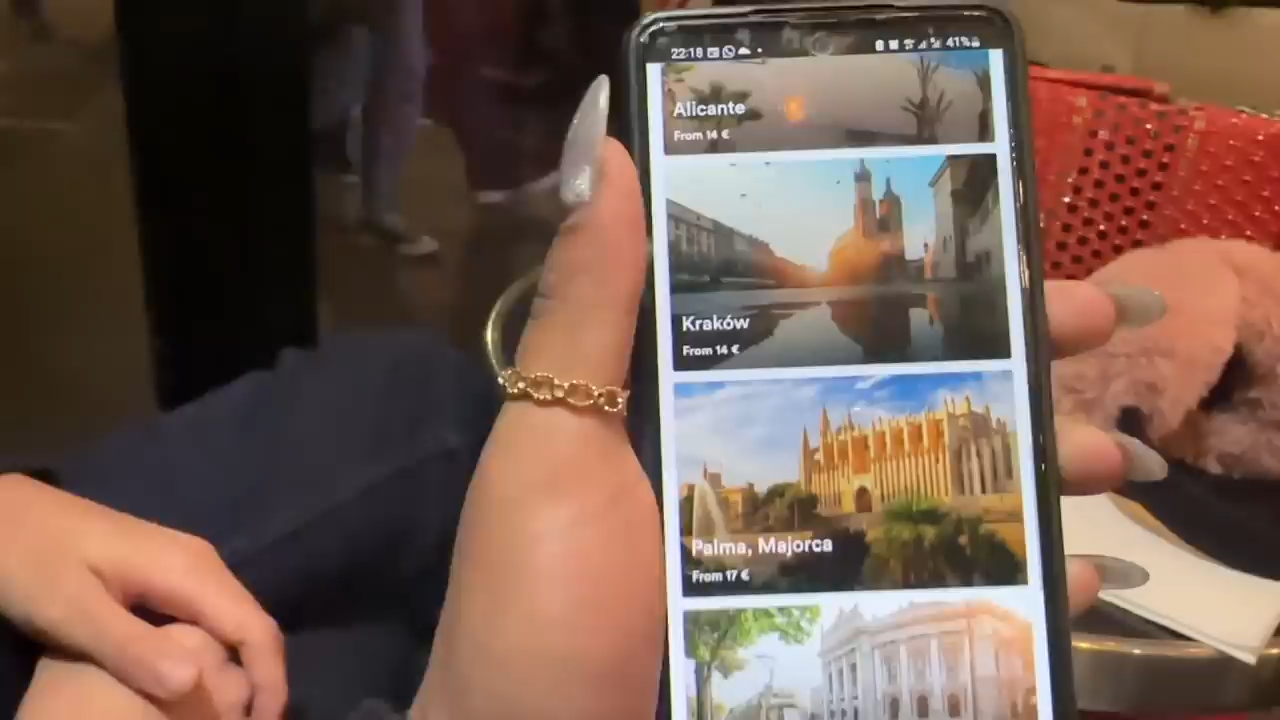 22:18
41%
Alicante
From 14 €
Kraków
From 14 €
Palma, Majorca
From 17 €